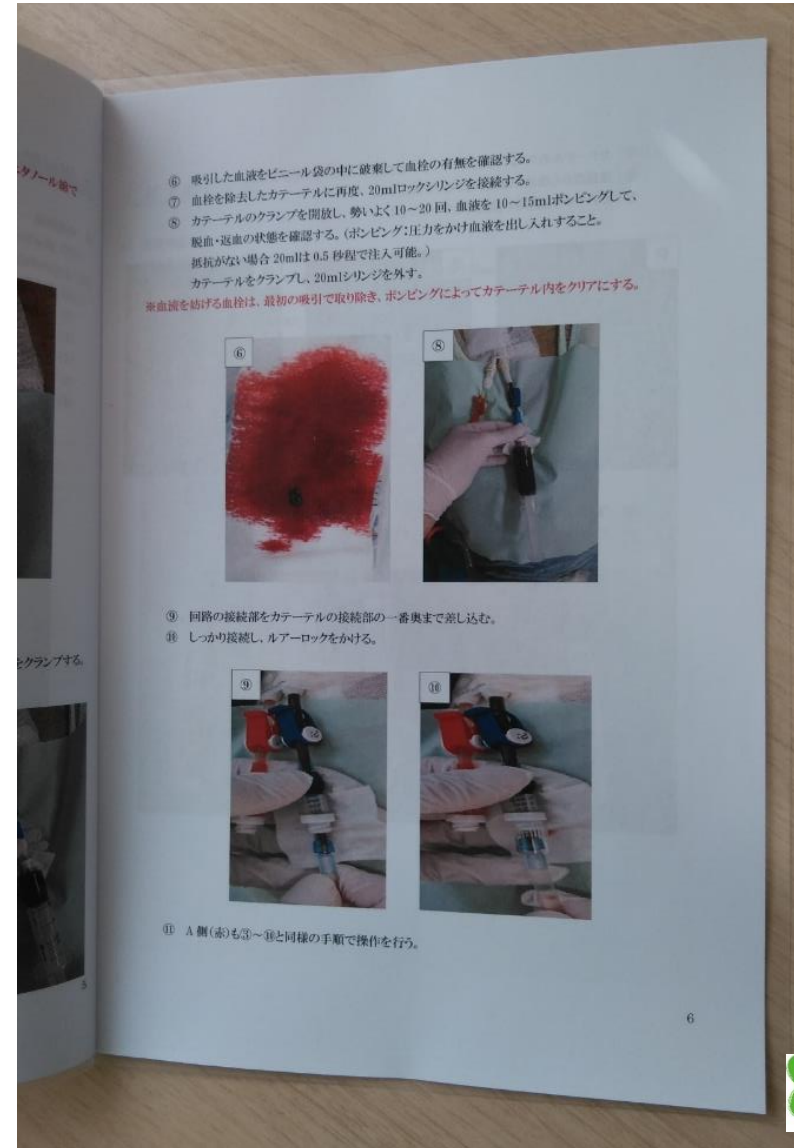 タノール綿で
をクランプする。
5
⑥ 吸引した血液をビニール袋の中に破棄して血栓の有無を確認する。
⑦ 血栓を除去したカテーテルに再度、20mlロックシリンジを接続する。
⑧ カテーテルのクランプを開放し、勢いよく10～20回、血液を10～15mlポンピングして、
脱血・返血の状態を確認する。(ポンピング:圧力をかけ血液を出し入れすること。
抵抗がない場合20mlは0.5秒程で注入可能。)
カテーテルをクランプし、20mlシリンジを外す。
※血流を妨げる血栓は、最初の吸引で取り除き、ポンピングによってカテーテル内をクリアにする。
⑥
⑧
⑨ 回路の接続部をカテーテルの接続部の一番奥まで差し込む。
⑩ しっかり接続し、ルアーロックをかける。
⑨
⑩
⑪ A側(赤)も③～⑩と同様の手順で操作を行う。
6